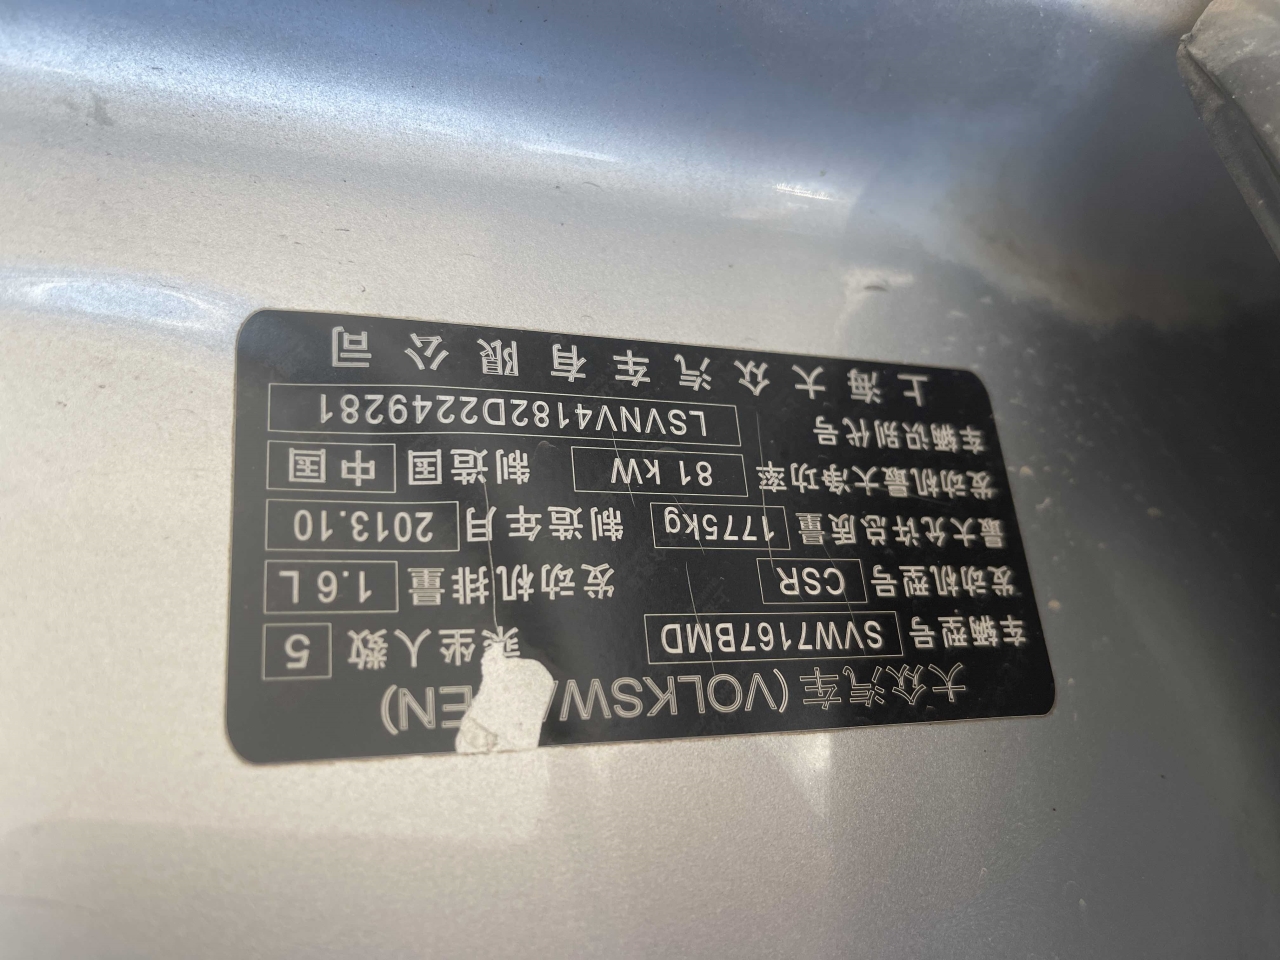 大众汽车(VOLKSW EN)
车辆型号 SVW7167BMD 乘坐人数 5
发动机型号 CSR 发动机排量 1.6 L
最大允许总质量 1775kg 制造年月 2013.10
发动机最大净功率 81 kW 制造国 中国
车辆识别代号 LSVNV4182D2249281
上海大众汽车有限公司